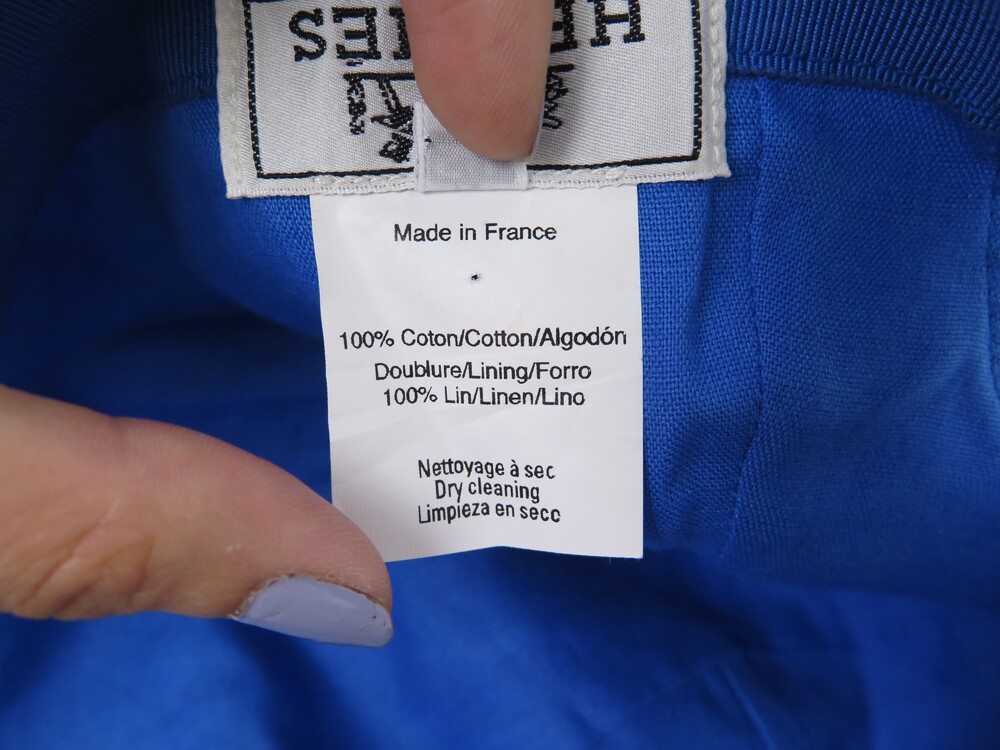 Made in France
100% Coton/Cotton/Algodón
Doublure/Lining/Forro
100% Lin/Linen/Lino
Nettoyage à sec
Dry cleaning
Limpieza en seco